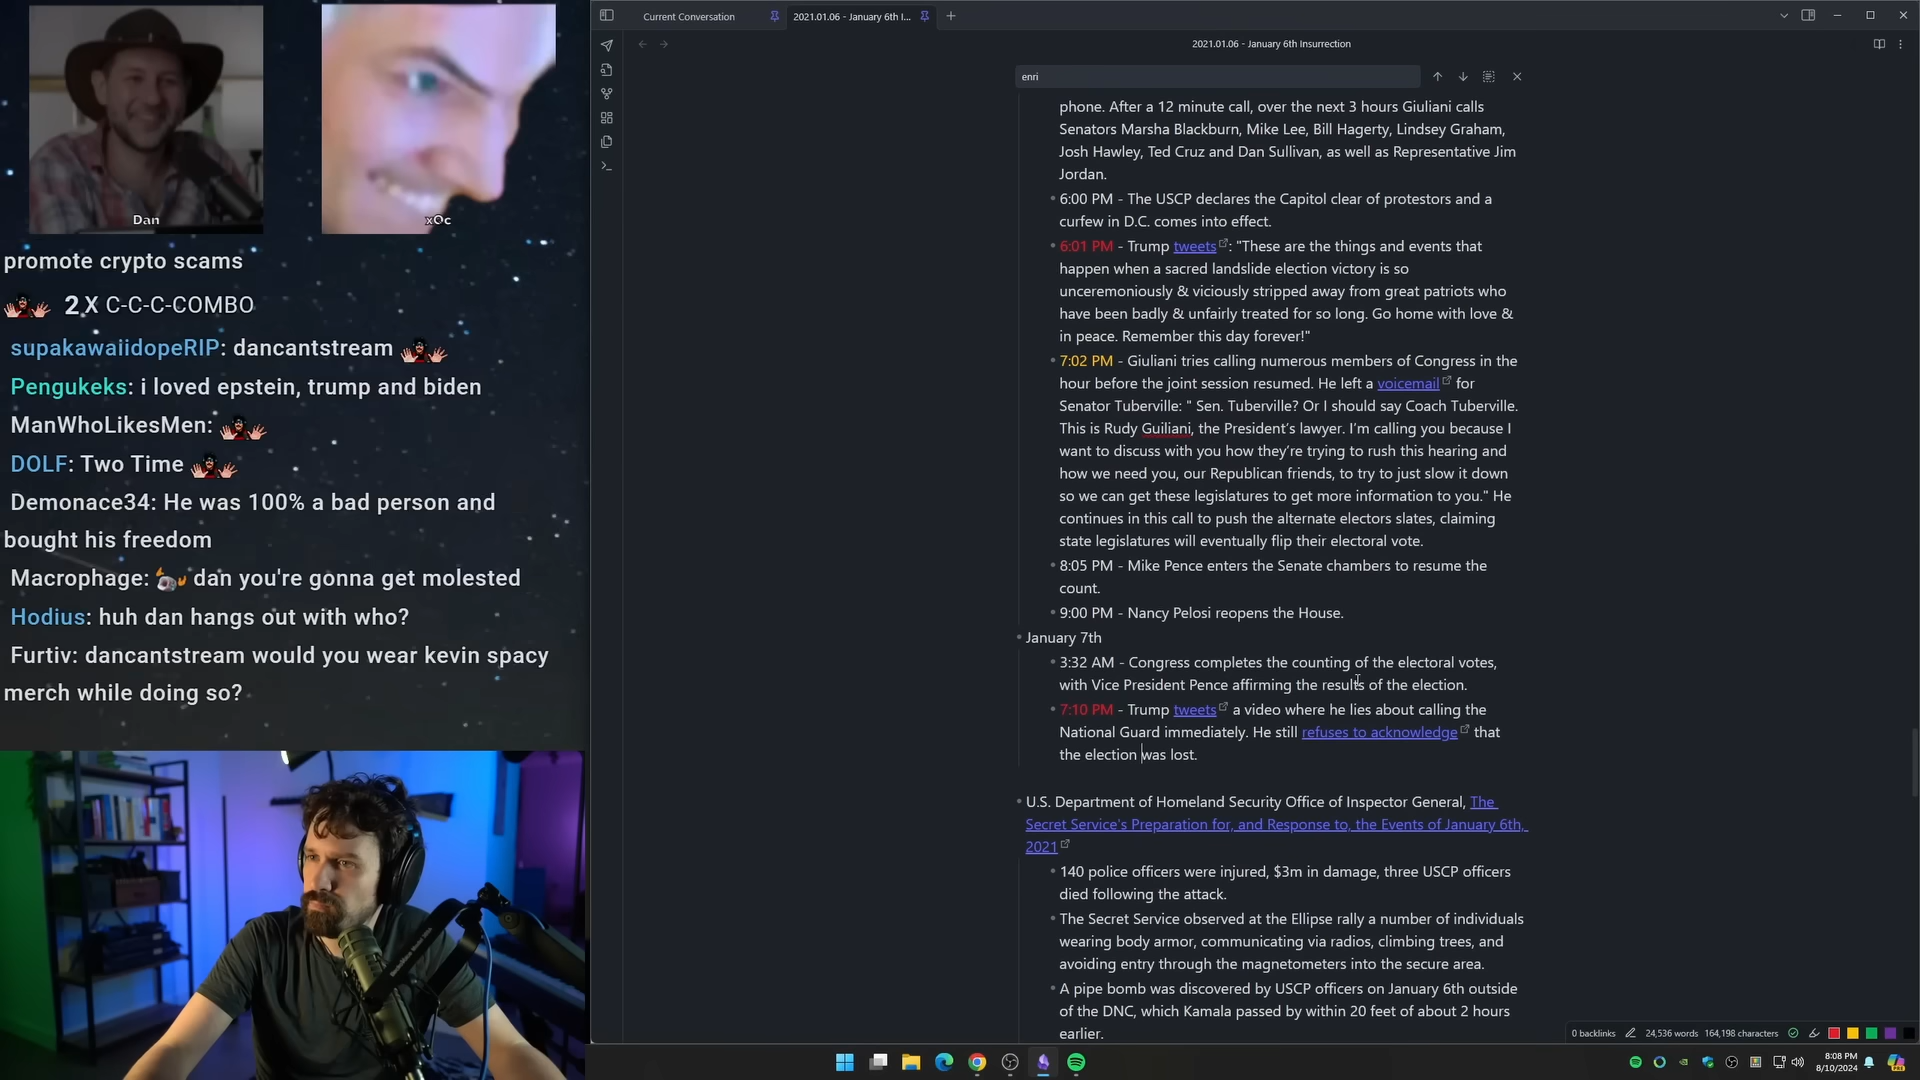 Dan
xOc
promote crypto scams
2 X C-C-C-COMBO
supakawaiidopeRIP: dancantstream
Pengukeks: i loved epstein, trump and biden
ManWhoLikesMen:
DOLF: Two Time
Demonace34: He was 100% a bad person and
bought his freedom
Macrophage: dan you're gonna get molested
Hodius: huh dan hangs out with who?
Furtiv: dancantstream would you wear kevin spacy
merch while doing so?
Current Conversation
2021.01.06 - January 6th I...
2021.01.06 - January 6th Insurrection
enri
phone. After a 12 minute call, over the next 3 hours Giuliani calls
Senators Marsha Blackburn, Mike Lee, Bill Hagerty, Lindsey Graham,
Josh Hawley, Ted Cruz and Dan Sullivan, as well as Representative Jim
Jordan.
6:00 PM - The USCP declares the Capitol clear of protestors and a
curfew in D.C. comes into effect.
6:01 PM - Trump tweets: "These are the things and events that
happen when a sacred landslide election victory is so
unceremoniously & viciously stripped away from great patriots who
have been badly & unfairly treated for so long. Go home with love &
in peace. Remember this day forever!"
7:02 PM - Giuliani tries calling numerous members of Congress in the
hour before the joint session resumed. He left a voicemail for
Senator Tuberville: " Sen. Tuberville? Or I should say Coach Tuberville.
This is Rudy Guiliani, the President's lawyer. I'm calling you because I
want to discuss with you how they're trying to rush this hearing and
how we need you, our Republican friends, to try to just slow it down
so we can get these legislatures to get more information to you." He
continues in this call to push the alternate electors slates, claiming
state legislatures will eventually flip their electoral vote.
8:05 PM - Mike Pence enters the Senate chambers to resume the
count.
9:00 PM - Nancy Pelosi reopens the House.
January 7th
3:32 AM - Congress completes the counting of the electoral votes,
with Vice President Pence affirming the results of the election.
7:10 PM - Trump tweets a video where he lies about calling the
National Guard immediately. He still refuses to acknowledge that
the election was lost.
U.S. Department of Homeland Security Office of Inspector General, The
Secret Service's Preparation for, and Response to, the Events of January 6th,
2021
140 police officers were injured, $3m in damage, three USCP officers
died following the attack.
The Secret Service observed at the Ellipse rally a number of individuals
wearing body armor, communicating via radios, climbing trees, and
avoiding entry through the magnetometers into the secure area.
A pipe bomb was discovered by USCP officers on January 6th outside
of the DNC, which Kamala passed by within 20 feet of about 2 hours
earlier.
0 backlinks 24,536 words 164,198 characters
8:08 PM
8/10/2024